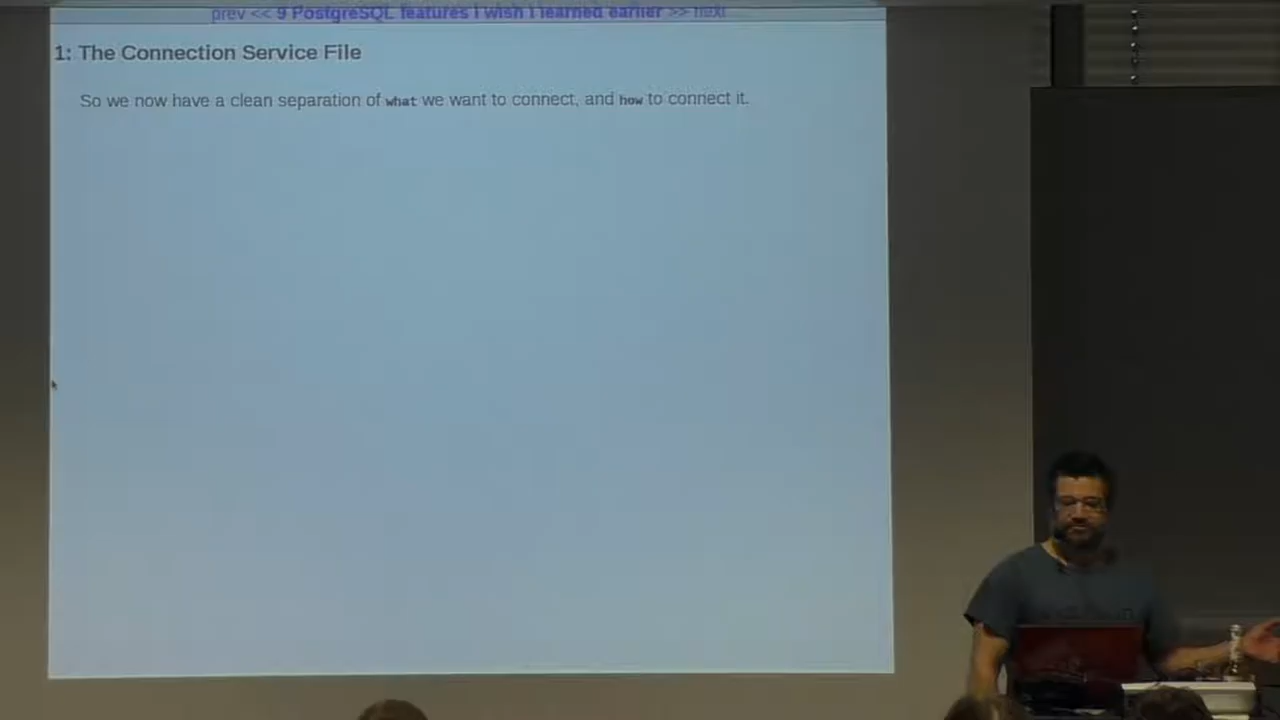 prev << 9 PostgreSQL features I wish I learned earlier >> next
1: The Connection Service File
So we now have a clean separation of what we want to connect, and how to connect it.